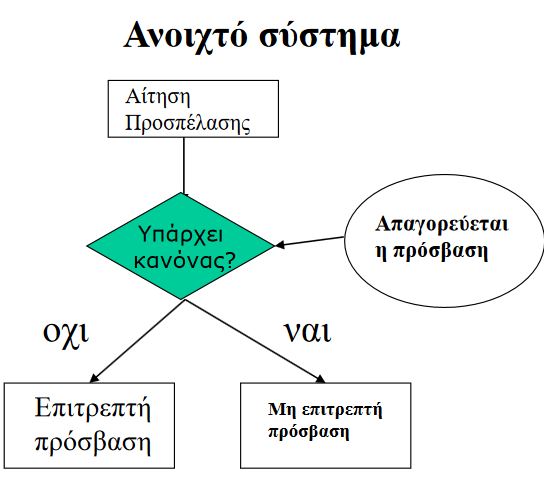 Ανοιχτό σύστημα
Αίτηση
Προσπέλασης
Υπάρχει
κανόνας?
Απαγορεύεται
η πρόσβαση
οχι
ναι
Επιτρεπτή
πρόσβαση
Μη επιτρεπτή
πρόσβαση